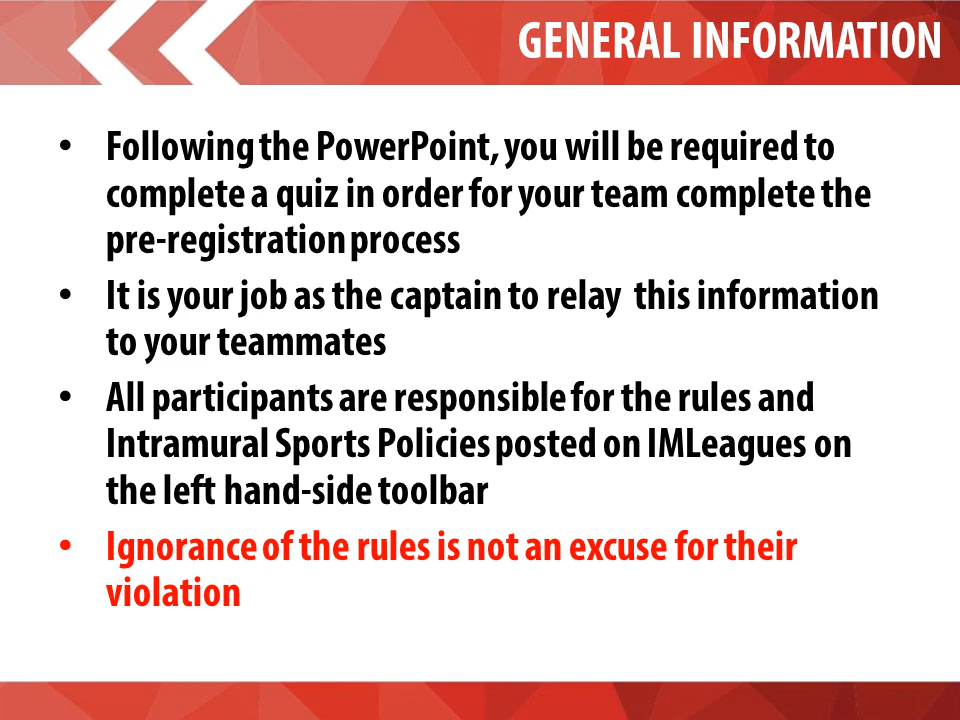 GENERAL INFORMATION
• Following the PowerPoint, you will be required to
complete a quiz in order for your team complete the
pre-registration process
• It is your job as the captain to relay  this information
to your teammates
• All participants are responsible for the rules and
Intramural Sports Policies posted on IMLeagues on
the left hand-side toolbar
• Ignorance of the rules is not an excuse for their
violation